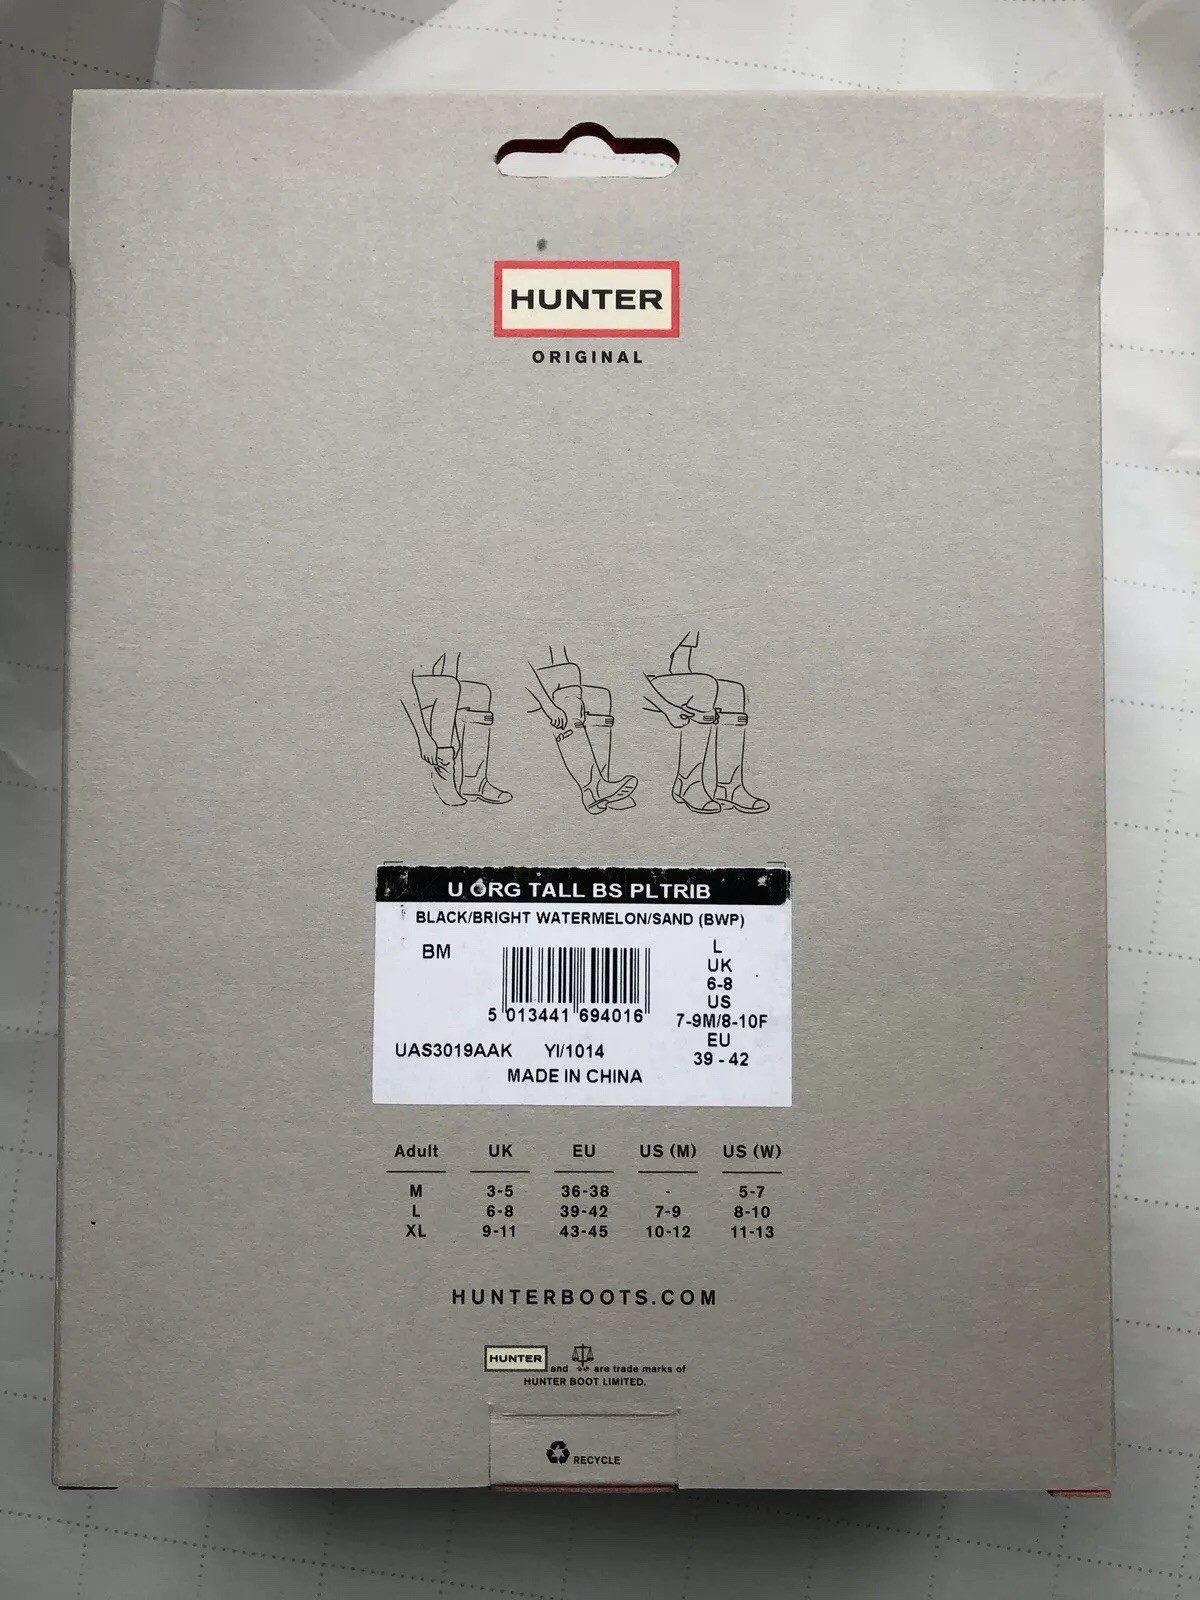 HUNTER
ORIGINAL
U ORG TALL BS PLTRIB
BLACK/BRIGHT WATERMELON/SAND (BWP)
BM
5 013441 694016
L
UK
6-8
US
7-9M/8-10F
EU
39 - 42
UAS3019AAK YI/1014
MADE IN CHINA
Adult UK EU US (M) US (W)
M 3-5 36-38 - 5-7
L 6-8 39-42 7-9 8-10
XL 9-11 43-45 10-12 11-13
HUNTERBOOTS.COM
HUNTER and are trade marks of
HUNTER BOOT LIMITED.
RECYCLE